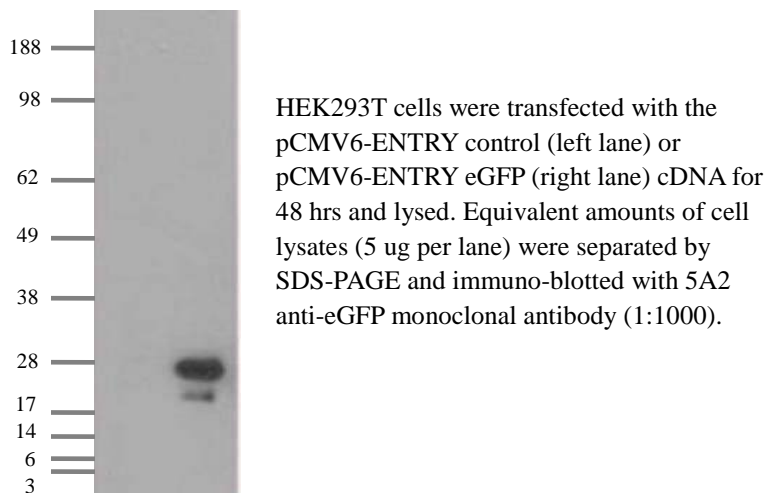 188
98
62
49
38
28
17
14
6
3
HEK293T cells were transfected with the
pCMV6-ENTRY control (left lane) or
pCMV6-ENTRY eGFP (right lane) cDNA for
48 hrs and lysed. Equivalent amounts of cell
lysates (5 ug per lane) were separated by
SDS-PAGE and immuno-blotted with 5A2
anti-eGFP monoclonal antibody (1:1000).